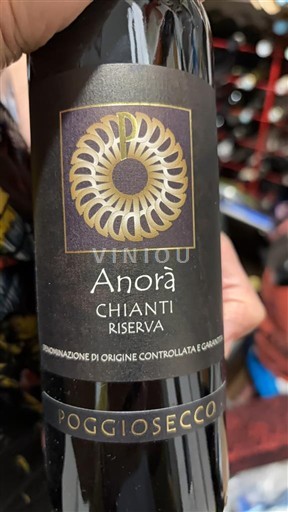 P
VINIOU
Anorà
CHIANTI
RISERVA
DENOMINAZIONE DI ORIGINE CONTROLLATA E GARANTITA
POGGIOSECCO